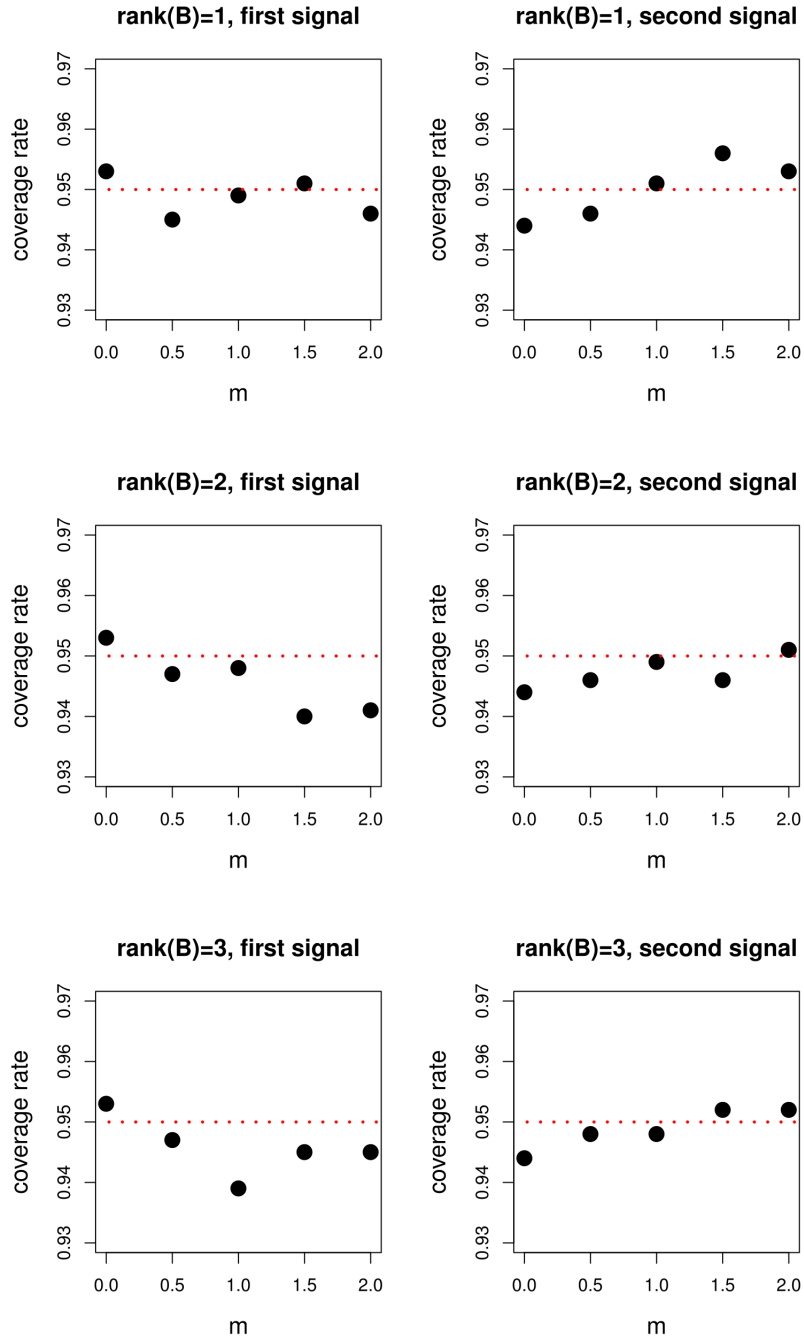 rank(B)=1, first signal
coverage rate
0.97
0.96
0.95
0.94
0.93
0.0 0.5 1.0 1.5 2.0
m
rank(B)=1, second signal
coverage rate
0.97
0.96
0.95
0.94
0.93
0.0 0.5 1.0 1.5 2.0
m
rank(B)=2, first signal
coverage rate
0.97
0.96
0.95
0.94
0.93
0.0 0.5 1.0 1.5 2.0
m
rank(B)=2, second signal
coverage rate
0.97
0.96
0.95
0.94
0.93
0.0 0.5 1.0 1.5 2.0
m
rank(B)=3, first signal
coverage rate
0.97
0.96
0.95
0.94
0.93
0.0 0.5 1.0 1.5 2.0
m
rank(B)=3, second signal
coverage rate
0.97
0.96
0.95
0.94
0.93
0.0 0.5 1.0 1.5 2.0
m